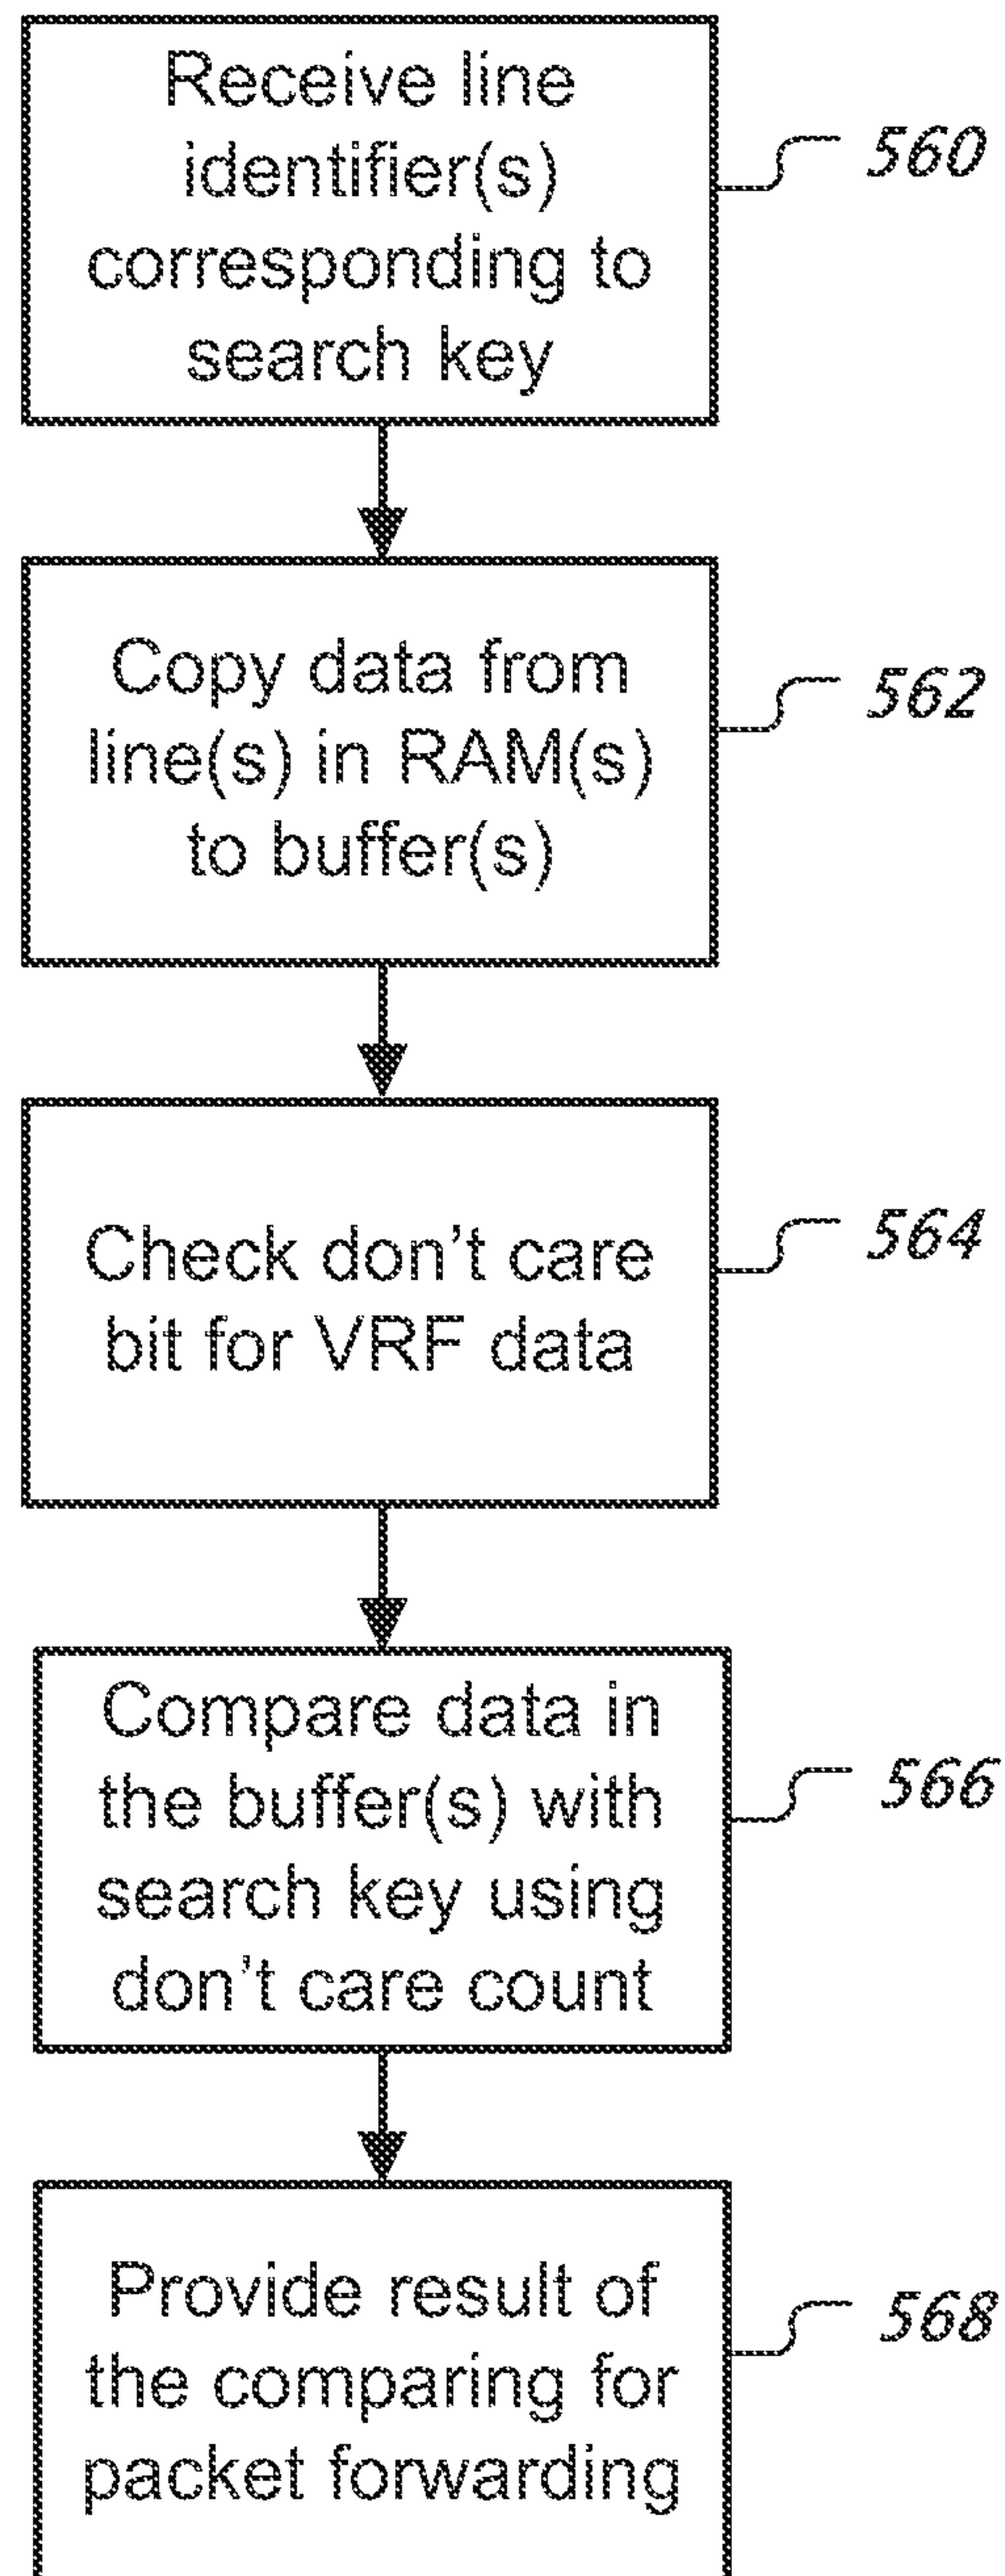 Receive line
identifier(s)
corresponding to
search key
560
Copy data from
line(s) in RAM(s)
to buffer(s)
562
Check don't care
bit for VRF data
564
Compare data in
the buffer(s) with
search key using
don't care count
566
Provide result of
the comparing for
packet forwarding
568